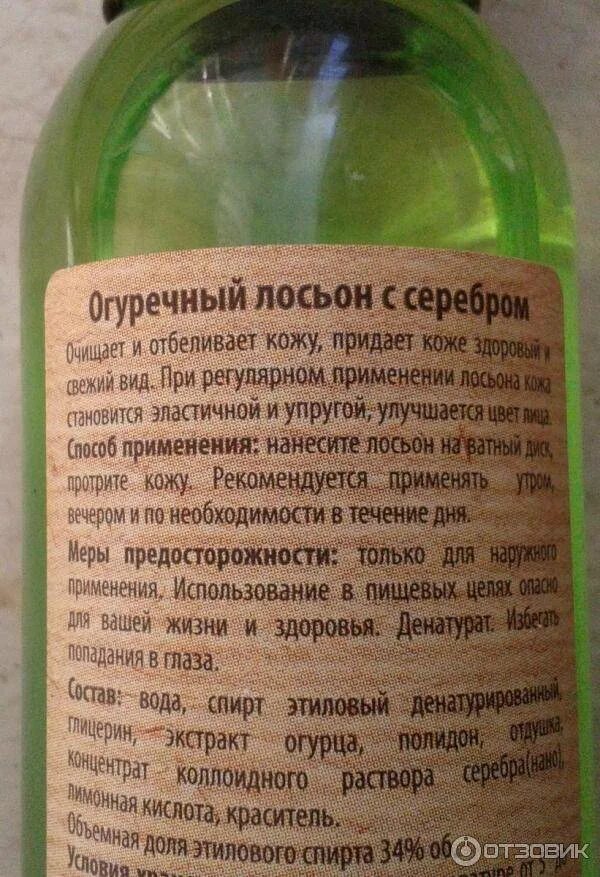 Огуречный лосьон с серебром
Очищает и отбеливает кожу, придает коже здоровый и
свежий вид. При регулярном применении лосьона кожа
становится эластичной и упругой, улучшается цвет лица.
Способ применения: нанесите лосьон на ватный диск,
протрите кожу. Рекомендуется применять утром,
вечером и по необходимости в течение дня.
Меры предосторожности: только для наружного
применения. Использование в пищевых целях опасно
для вашей жизни и здоровья. Денатурат. Избегать
попадания в глаза.
Состав: вода, спирт этиловый денатурированный,
глицерин, экстракт огурца, полидон, отдушка,
концентрат коллоидного раствора серебра(нано),
лимонная кислота, краситель.
Объемная доля этилового спирта 34% об
Условия от 5
ОТЗОВИК